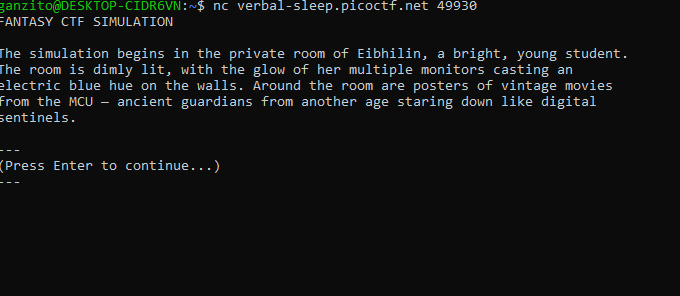 ganzito@DESKTOP-CIDR6VN:~$ nc verbal-sleep.picoctf.net 49930
FANTASY CTF SIMULATION
The simulation begins in the private room of Eibhilin, a bright, young student.
The room is dimly lit, with the glow of her multiple monitors casting an
electric blue hue on the walls. Around the room are posters of vintage movies
from the MCU — ancient guardians from another age staring down like digital
sentinels.
---
(Press Enter to continue...)
---